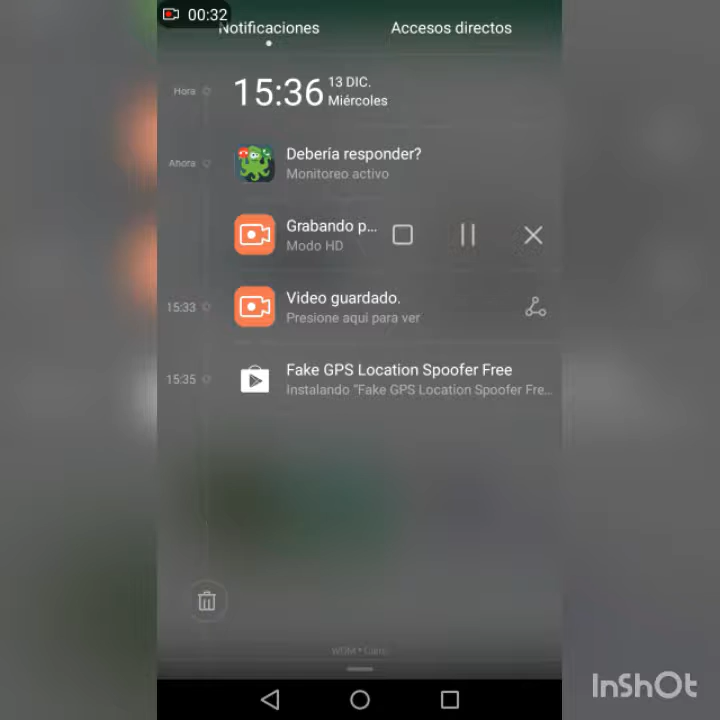 00:32
Notificaciones
Accesos directos
Hora
15:36
13 DIC.
Miércoles
Ahora
Debería responder?
Monitoreo activo
Grabando p...
Modo HD
15:33
Video guardado.
Presione aqui para ver
15:35
Fake GPS Location Spoofer Free
Instalando "Fake GPS Location Spoofer Fre...
InShOt